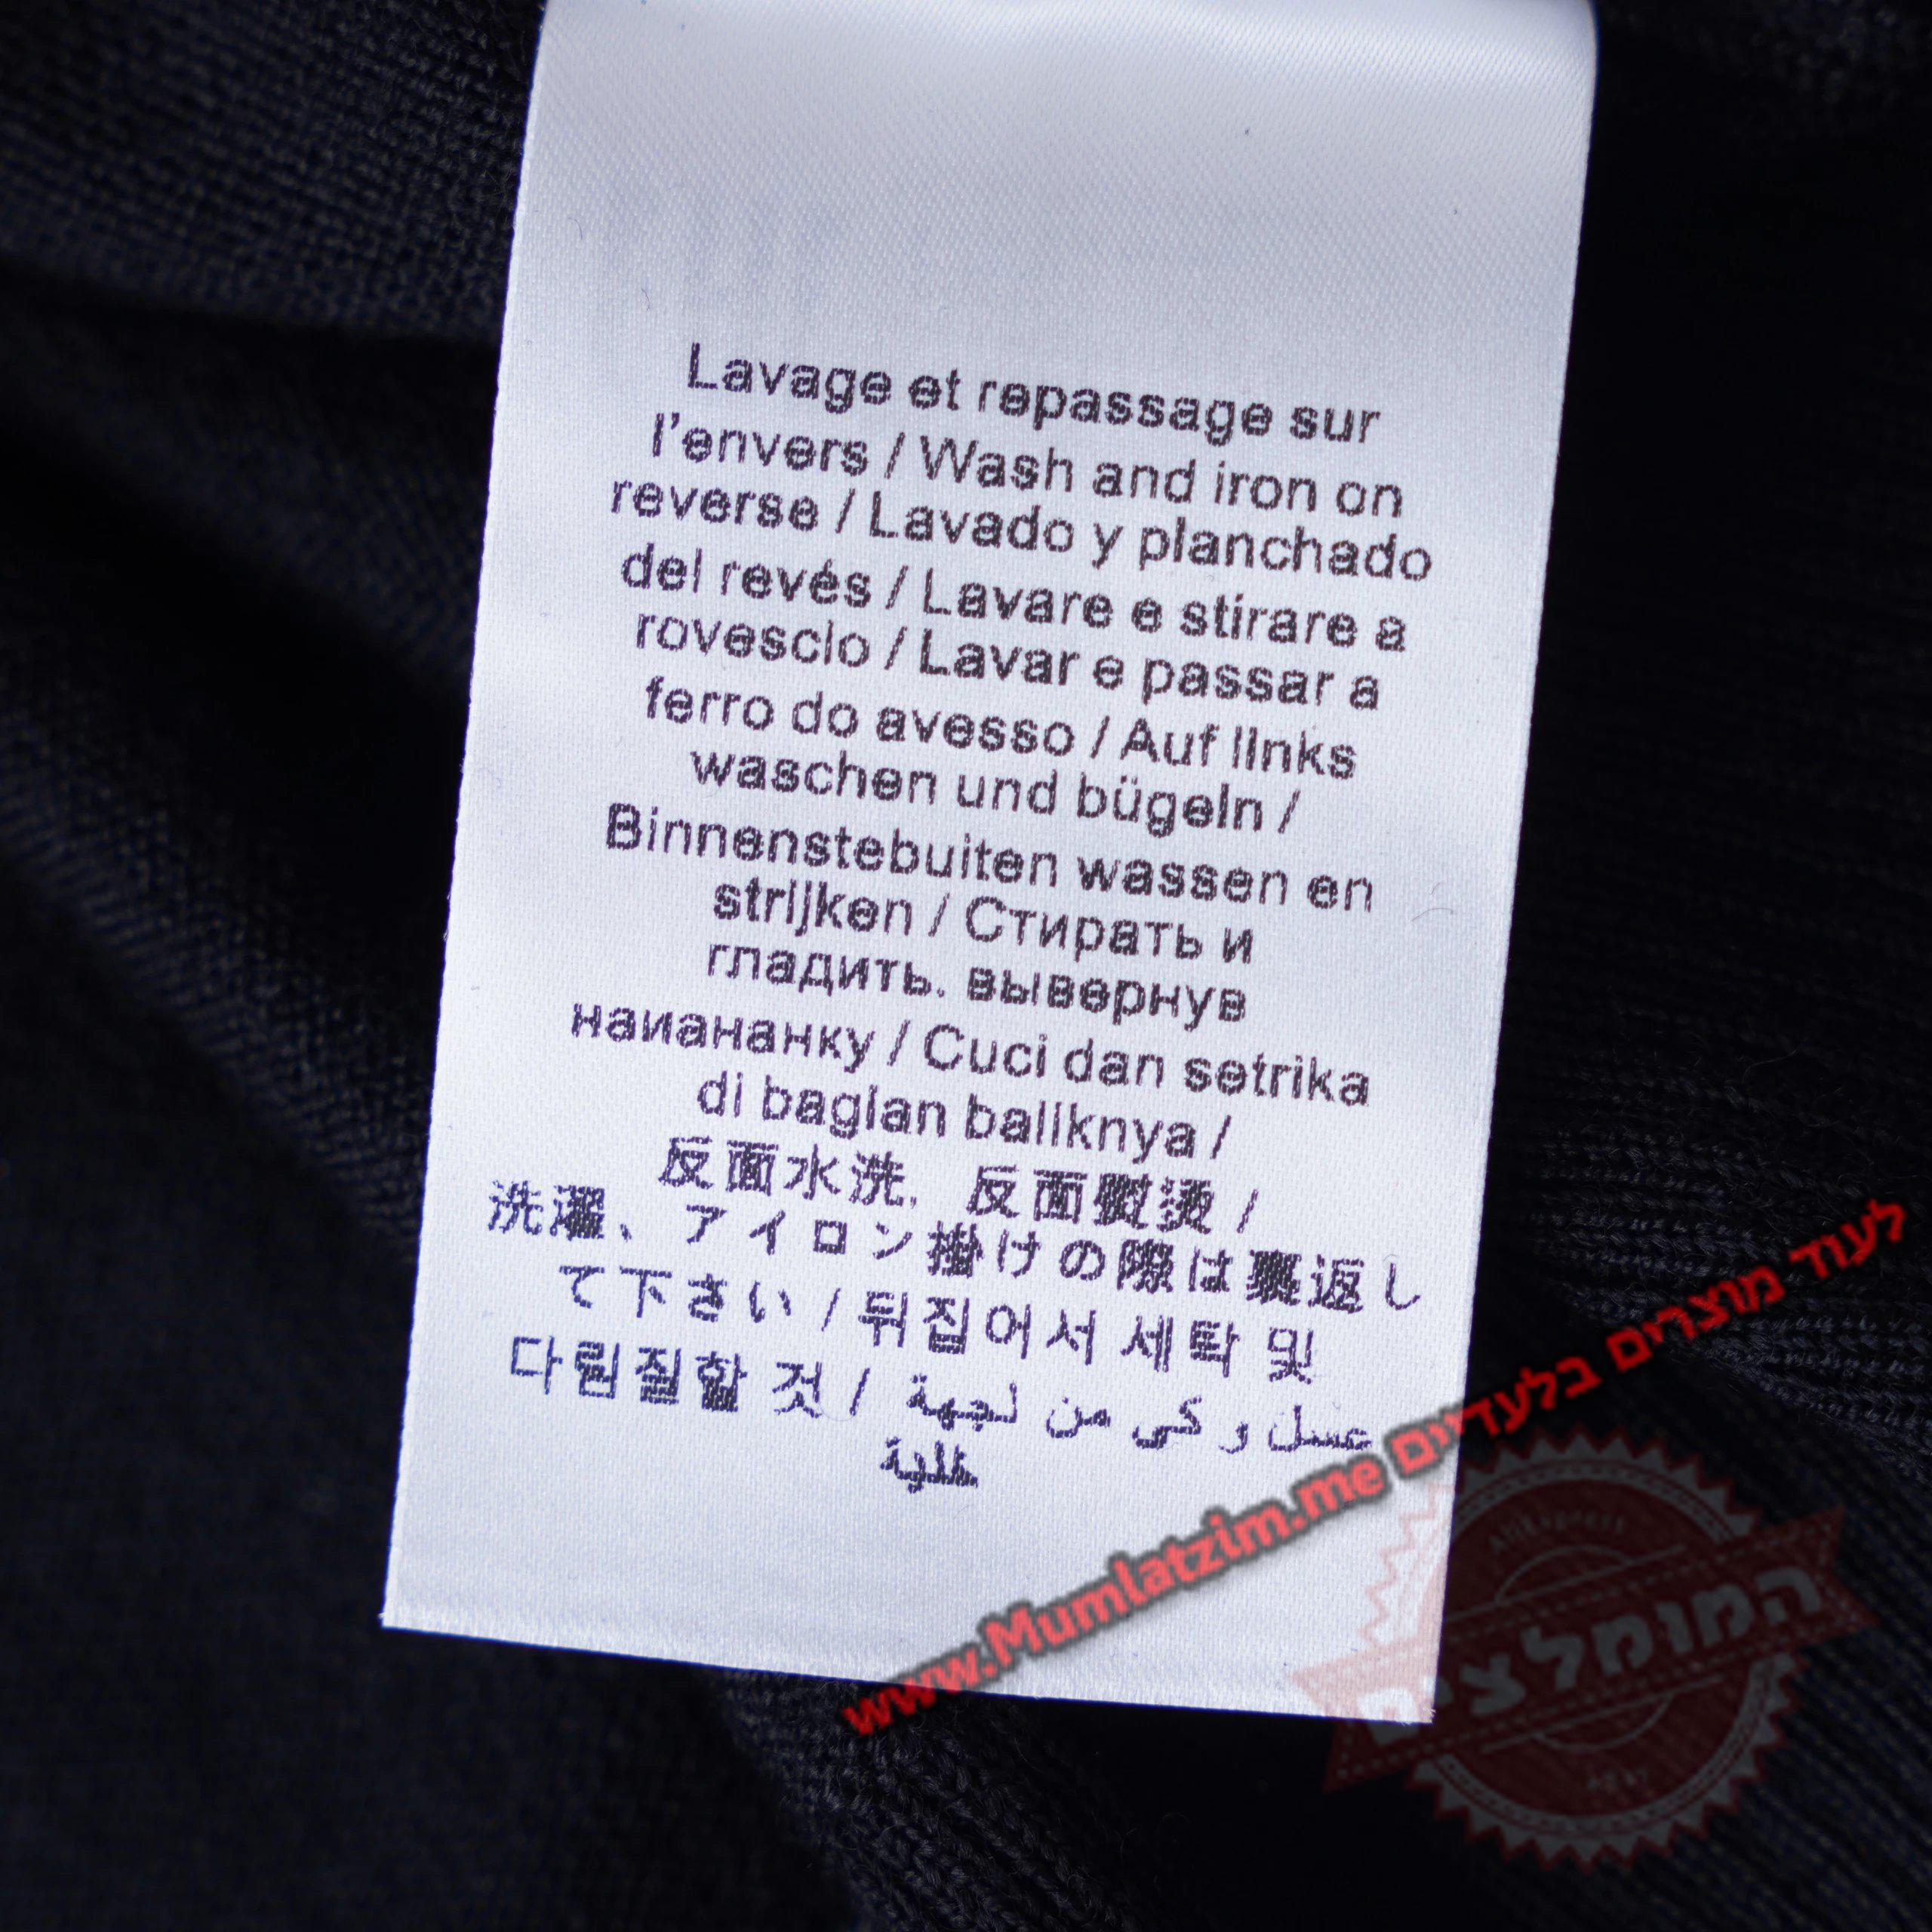 Lavage et repassage sur
l'envers / Wash and iron on
reverse / Lavado y planchado
del revés / Lavare e stirare a
rovescio / Lavar e passar a
ferro do avesso / Auf links
waschen und bügeln /
Binnenstebuiten wassen en
strijken / Стирать и
гладить. вывернув
наиананку / Cuci dan setrika
di bagian baliknya /
反面水洗, 反面熨烫 /
洗濯、アイロン掛けの際は裏返し
て下さい / 뒤집어서 세탁 및
다림질할 것 / عسل و كي من لجهة
لعوד מוצרים בלעדיים www.Mumlatzim.me
המומלצים